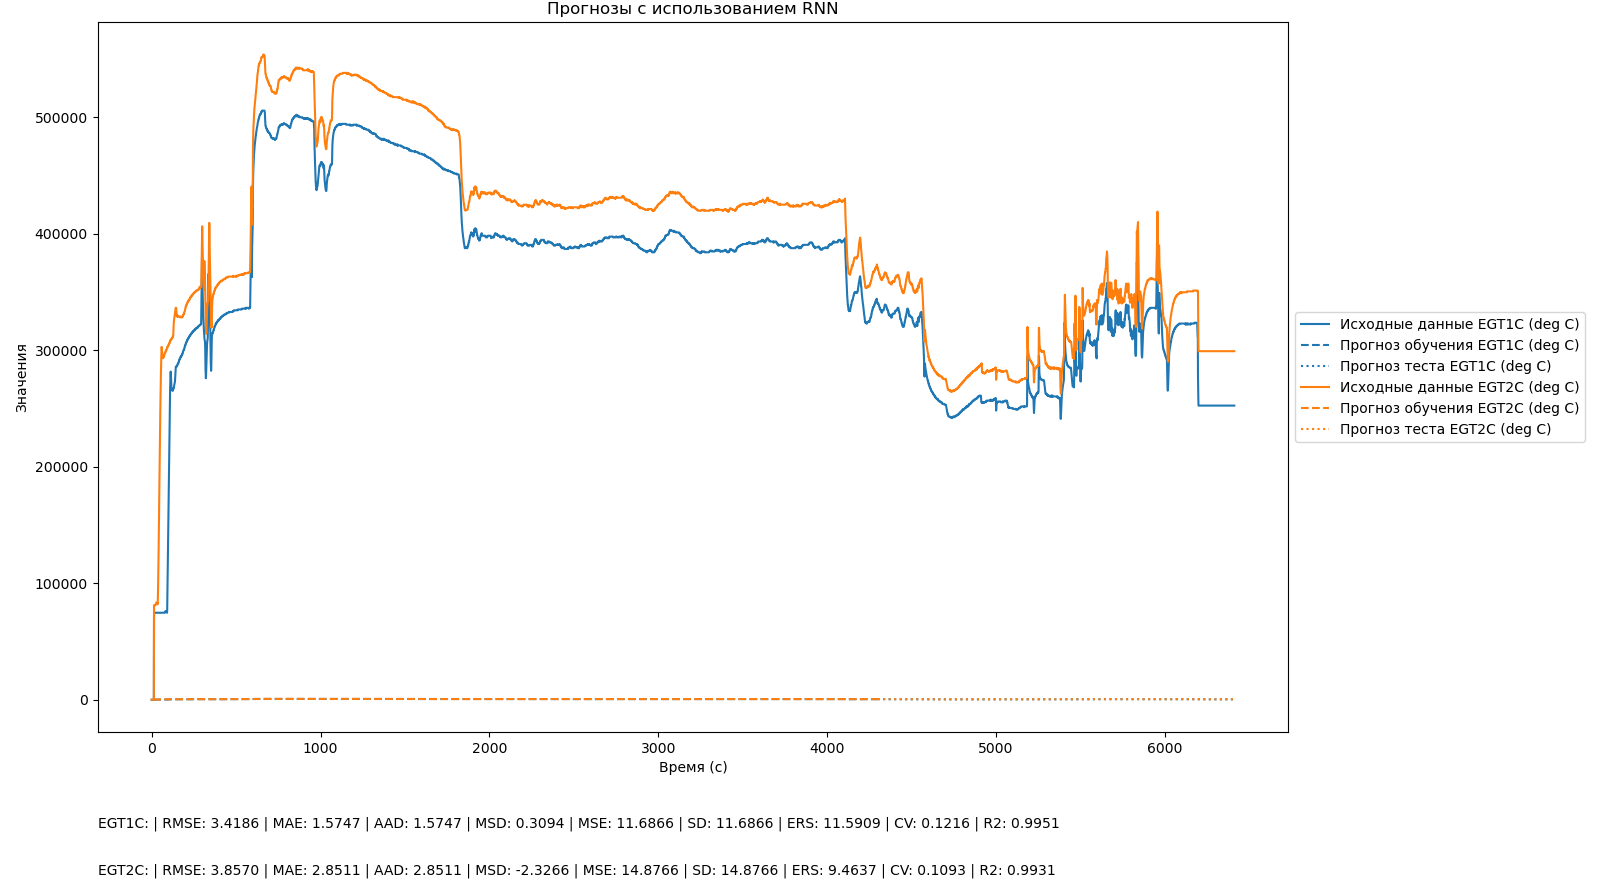 Прогнозы с использованием RNN
500000
400000
300000
200000
100000
0
Значения
0 1000 2000 3000 4000 5000 6000
Время (с)
Исходные данные EGT1C (deg C)
Прогноз обучения EGT1C (deg C)
Прогноз теста EGT1C (deg C)
Исходные данные EGT2C (deg C)
Прогноз обучения EGT2C (deg C)
Прогноз теста EGT2C (deg C)
EGT1C: | RMSE: 3.4186 | MAE: 1.5747 | AAD: 1.5747 | MSD: 0.3094 | MSE: 11.6866 | SD: 11.6866 | ERS: 11.5909 | CV: 0.1216 | R2: 0.9951
EGT2C: | RMSE: 3.8570 | MAE: 2.8511 | AAD: 2.8511 | MSD: -2.3266 | MSE: 14.8766 | SD: 14.8766 | ERS: 9.4637 | CV: 0.1093 | R2: 0.9931